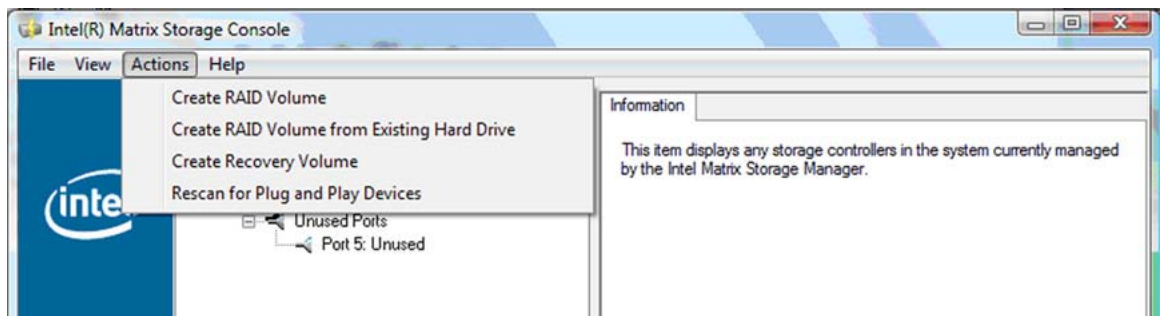 Intel(R) Matrix Storage Console
File View Actions Help
Create RAID Volume
Create RAID Volume from Existing Hard Drive
Create Recovery Volume
Rescan for Plug and Play Devices
Unused Ports
Port 5: Unused
Information
This item displays any storage controllers in the system currently managed
by the Intel Matrix Storage Manager.